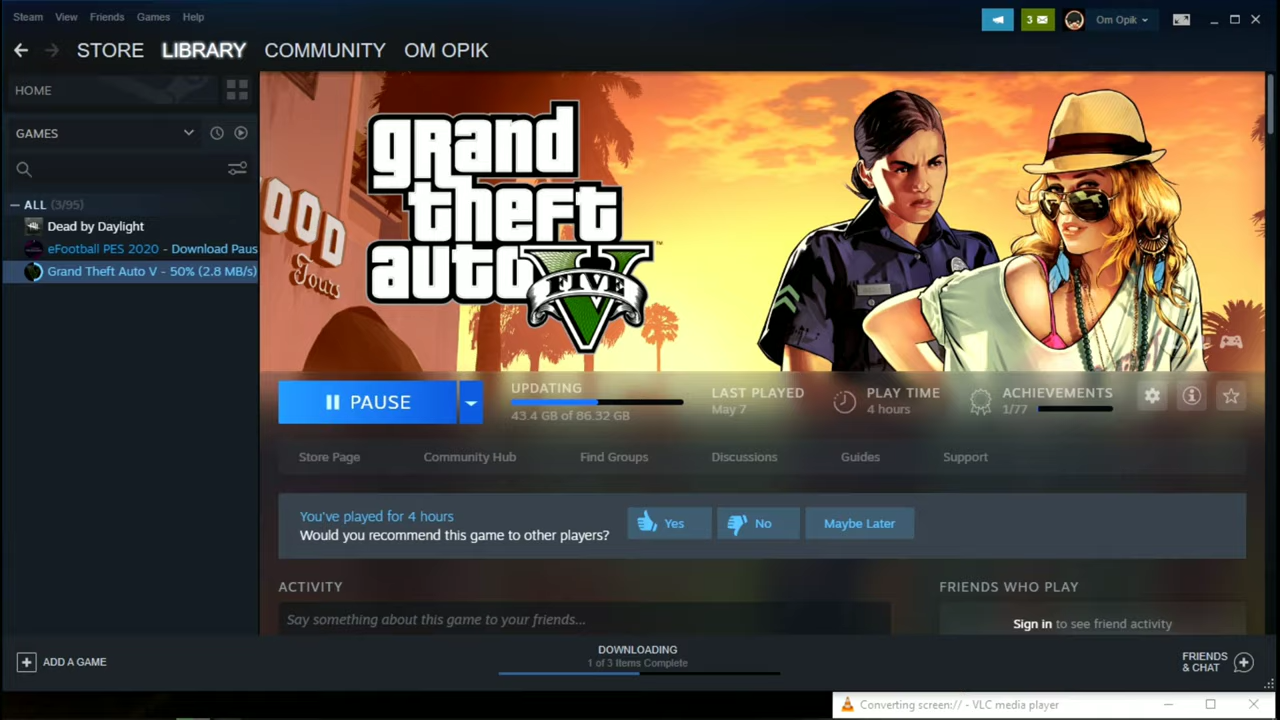 Steam View Friends Games Help
3
Om Opik
STORE LIBRARY COMMUNITY OM OPIK
HOME
GAMES
ALL (3/95)
Dead by Daylight
eFootball PES 2020 - Download Paus
Grand Theft Auto V - 50% (2.8 MB/s)
OOD
Tours
grand
theft
auto V
FIVE
™
PAUSE
UPDATING
43.4 GB of 86.32 GB
LAST PLAYED
May 7
PLAY TIME
4 hours
ACHIEVEMENTS
1/77
Store Page Community Hub Find Groups Discussions Guides Support
You've played for 4 hours
Would you recommend this game to other players?
Yes No Maybe Later
ACTIVITY
Say something about this game to your friends...
FRIENDS WHO PLAY
Sign in to see friend activity
ADD A GAME
DOWNLOADING
1 of 3 Items Complete
FRIENDS
& CHAT
Converting screen:// - VLC media player